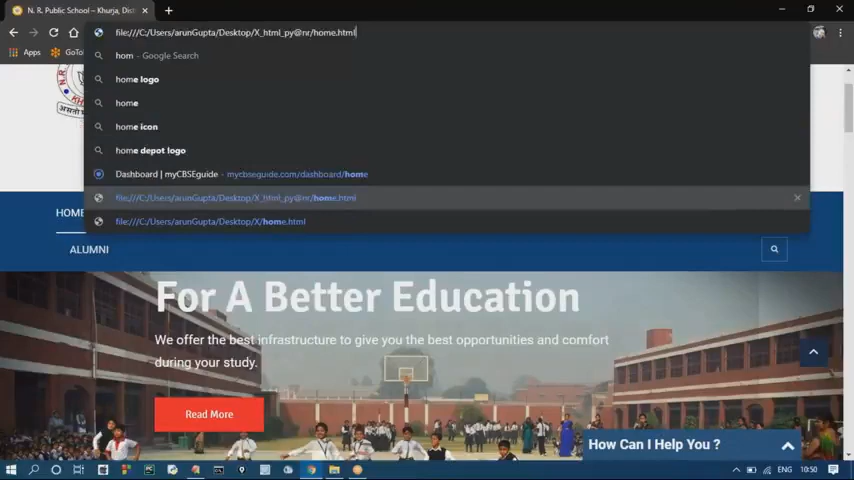 N. R. Public School – Khurja, Dist
file:///C:/Users/arunGupta/Desktop/X_html_py@nr/home.html
Apps
GoTo
hom - Google Search
home logo
home
home icon
home depot logo
Dashboard | myCBSEguide - mycbseguide.com/dashboard/home
file:///C:/Users/arunGupta/Desktop/X_html_py@nr/home.html
file:///C:/Users/arunGupta/Desktop/X/home.html
HOME
ALUMNI
For A Better Education
We offer the best infrastructure to give you the best opportunities and comfort
during your study.
Read More
How Can I Help You ?
ENG
10:50